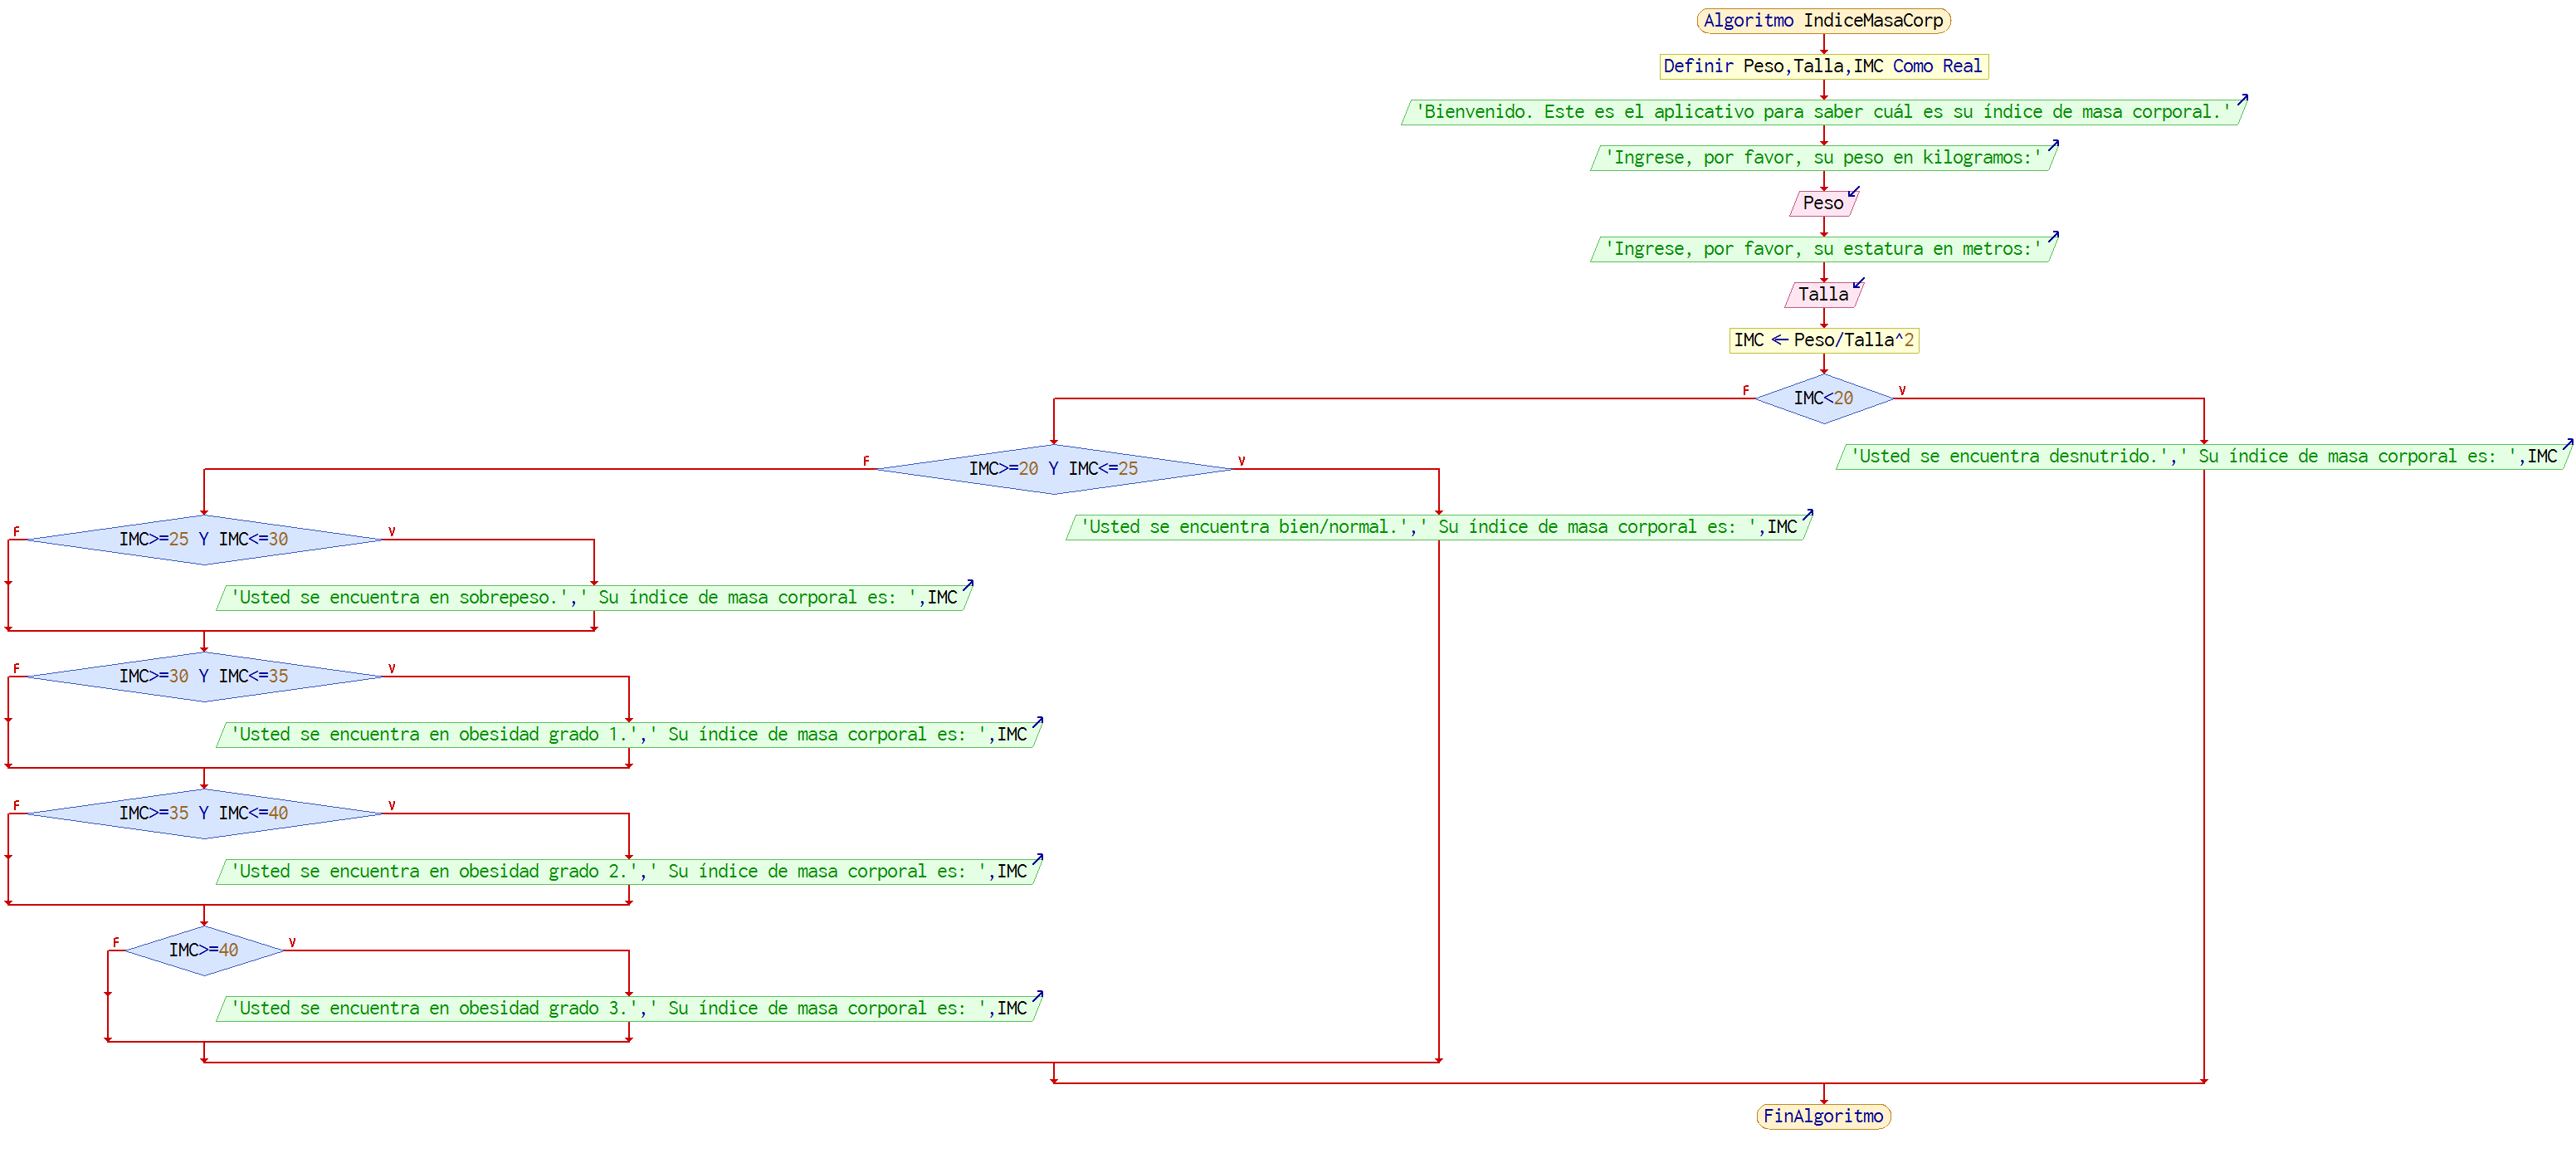 Algoritmo IndiceMasaCorp
Definir Peso,Talla,IMC Como Real
'Bienvenido. Este es el aplicativo para saber cuál es su índice de masa corporal.'
'Ingrese, por favor, su peso en kilogramos:'
Peso
'Ingrese, por favor, su estatura en metros:'
Talla
IMC ← Peso/Talla^2
F
V
IMC<20
'Usted se encuentra desnutrido.',' Su índice de masa corporal es: ',IMC
F
V
IMC>=20 Y IMC<=25
'Usted se encuentra bien/normal.',' Su índice de masa corporal es: ',IMC
F
V
IMC>=25 Y IMC<=30
'Usted se encuentra en sobrepeso.',' Su índice de masa corporal es: ',IMC
F
V
IMC>=30 Y IMC<=35
'Usted se encuentra en obesidad grado 1.',' Su índice de masa corporal es: ',IMC
F
V
IMC>=35 Y IMC<=40
'Usted se encuentra en obesidad grado 2.',' Su índice de masa corporal es: ',IMC
F
V
IMC>=40
'Usted se encuentra en obesidad grado 3.',' Su índice de masa corporal es: ',IMC
FinAlgoritmo